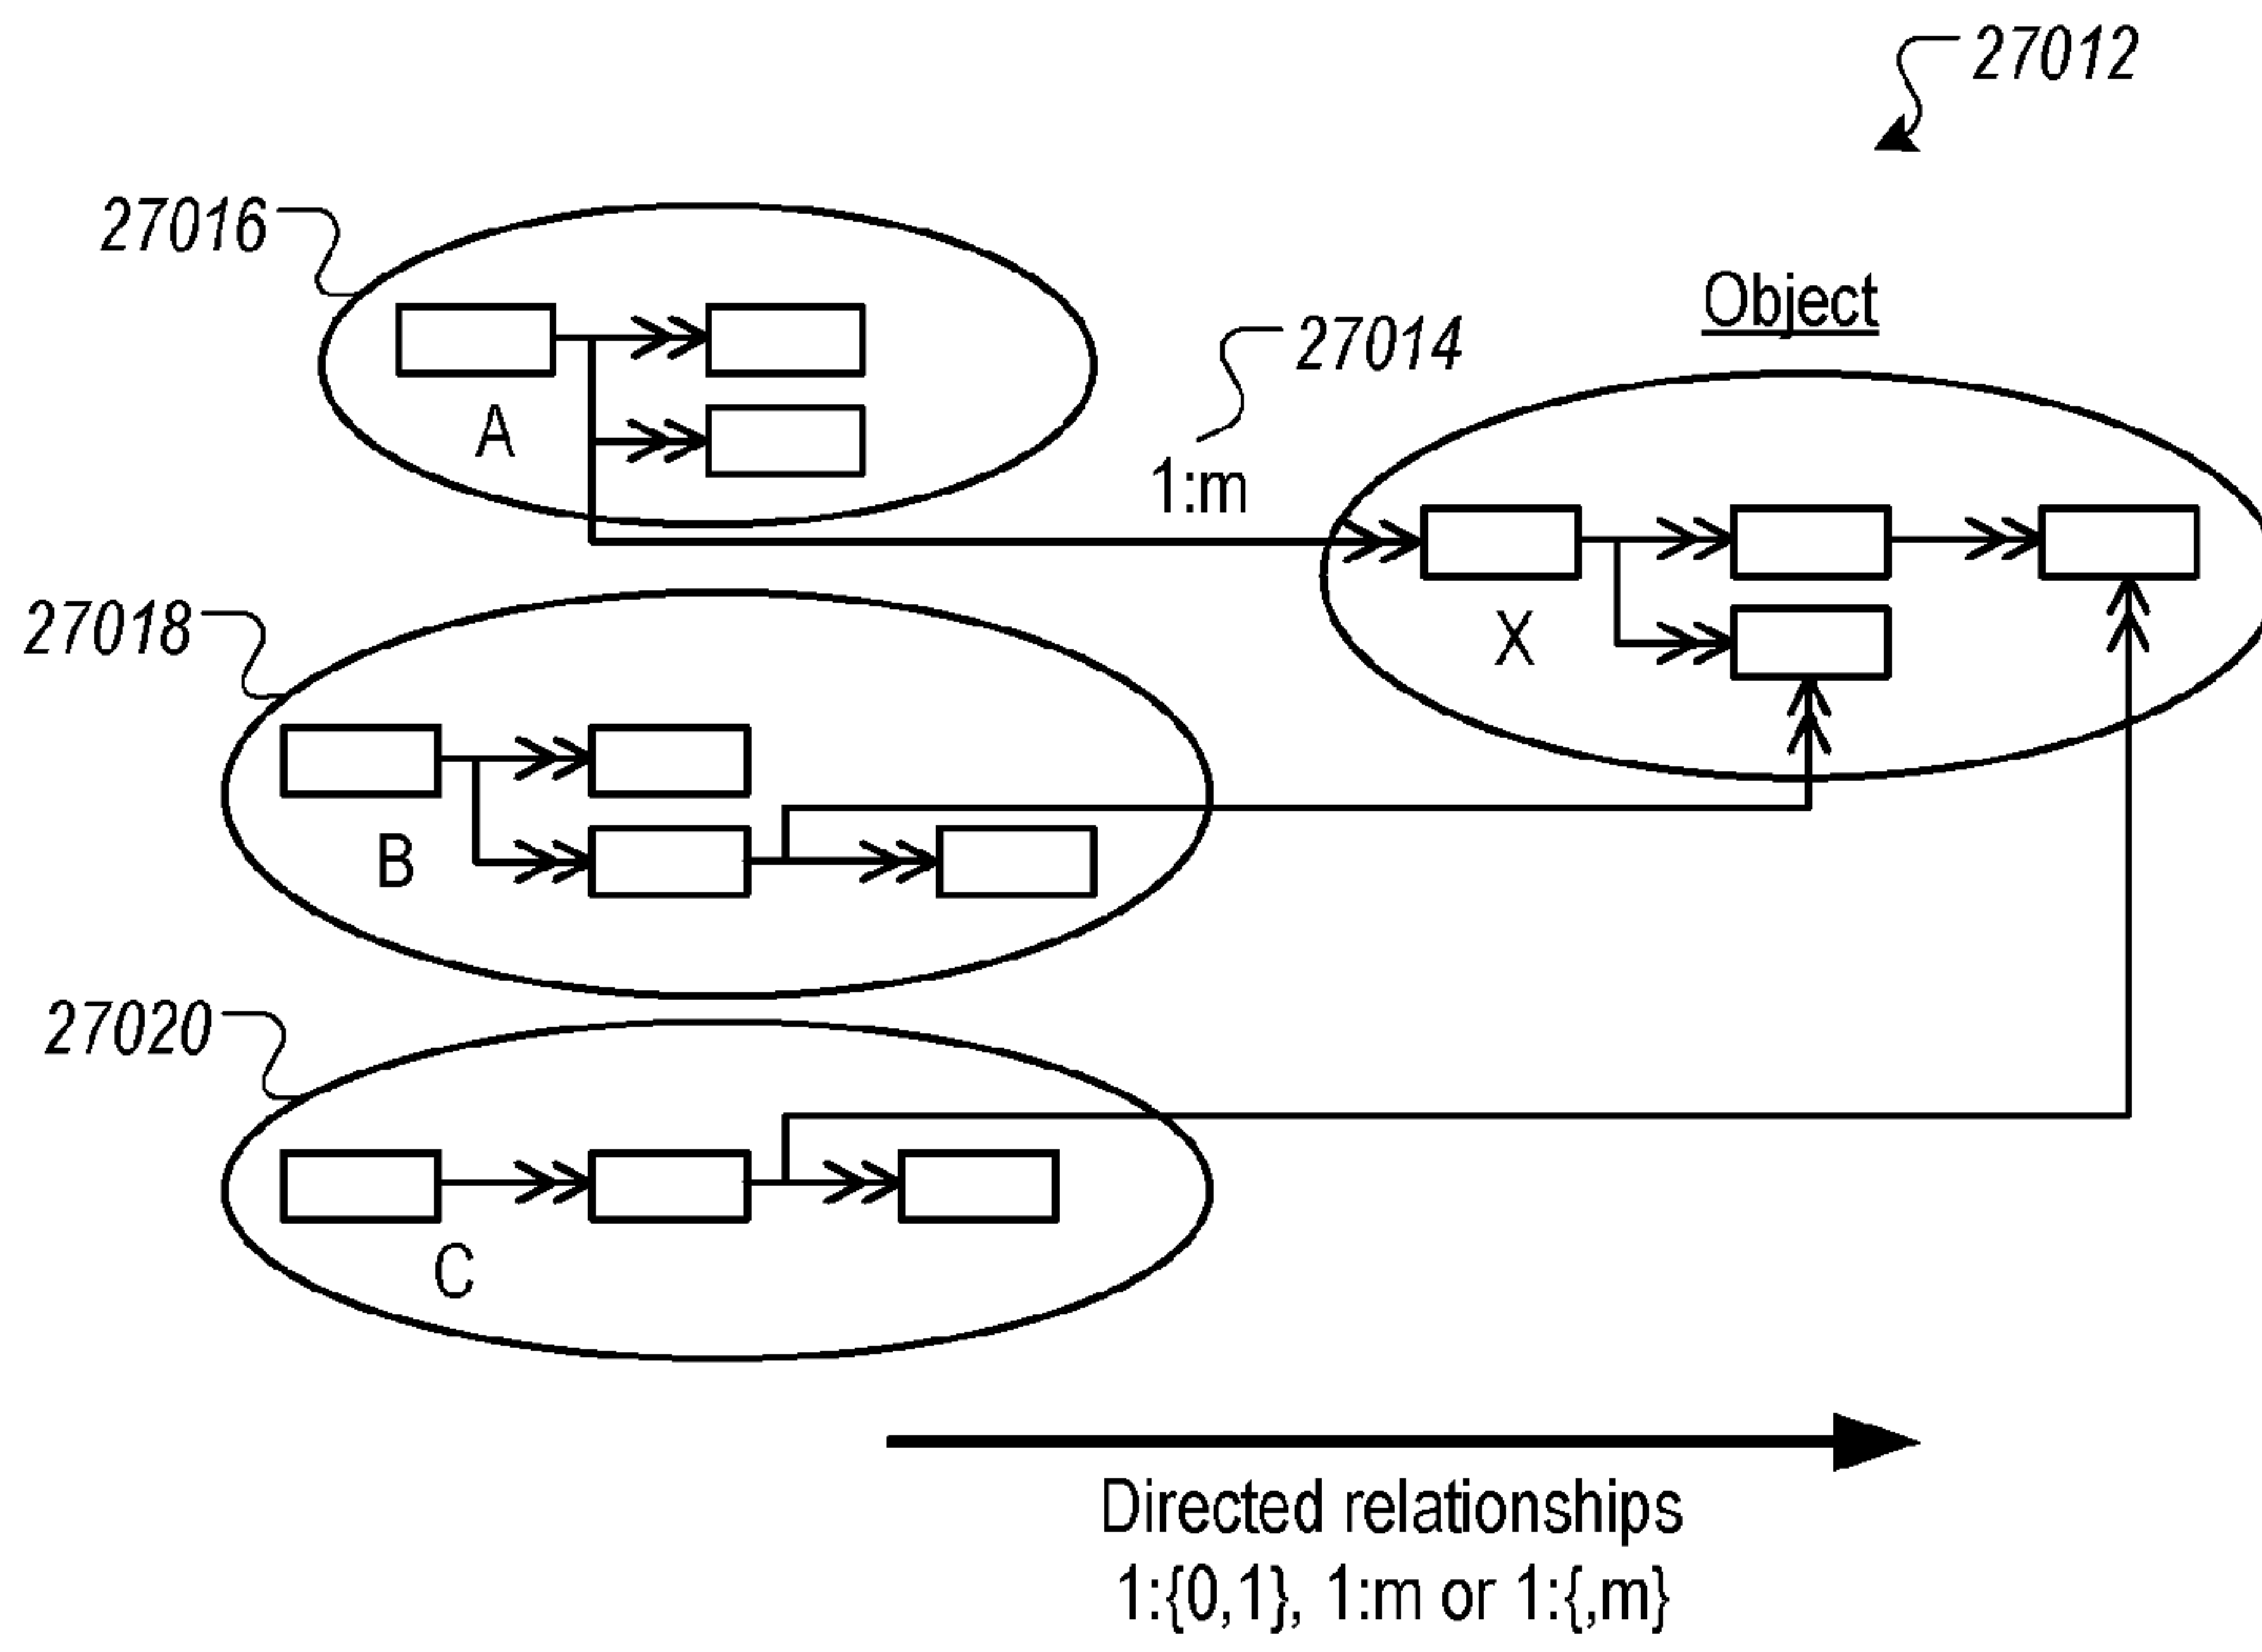 27012
27016
Object
27014
A
1:m
27018
X
B
27020
C
Directed relationships
1:{0,1}, 1:m or 1:{,m}